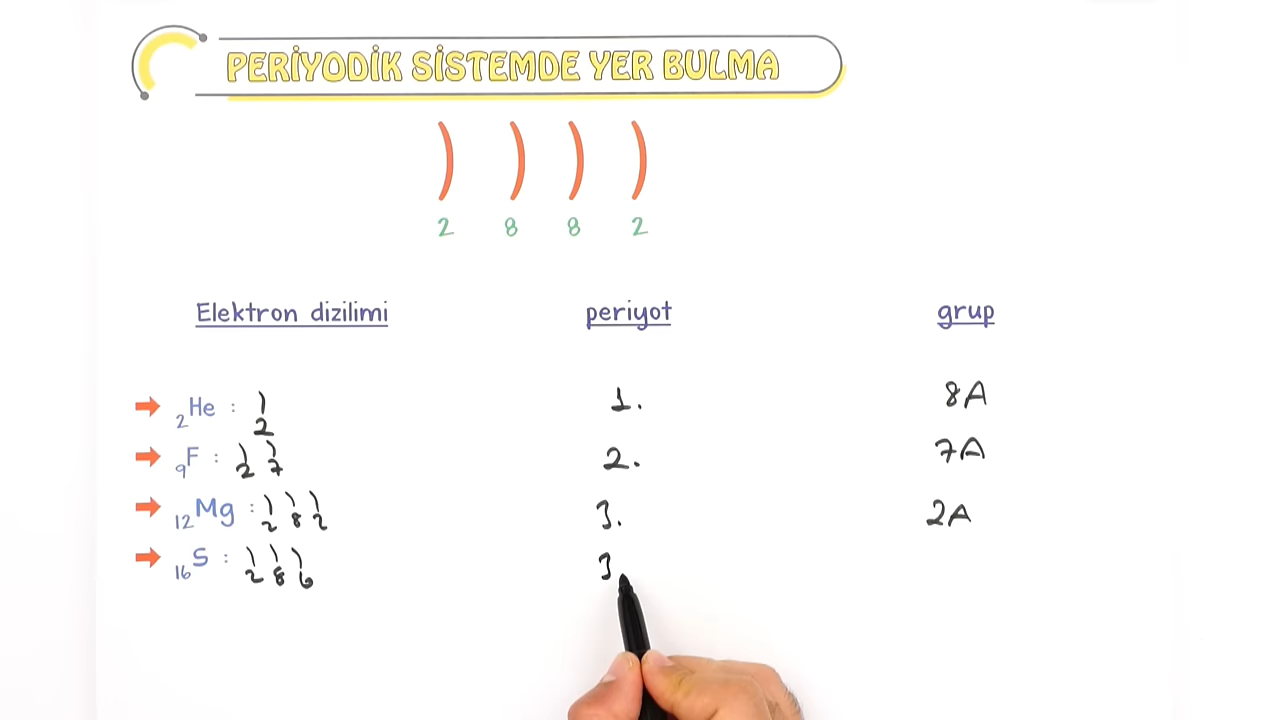 PERİYODİK SİSTEMDE YER BULMA
) ) ) )
2 8 8 2
Elektron dizilimi periyot grup
➡ ₂He : ) 1. 8A
2
➡ ₉F : ) ) 2. 7A
2 7
➡ ₁₂Mg : ) ) ) 3. 2A
2 8 2
➡ ₁₆S : ) ) ) 3
2 8 6